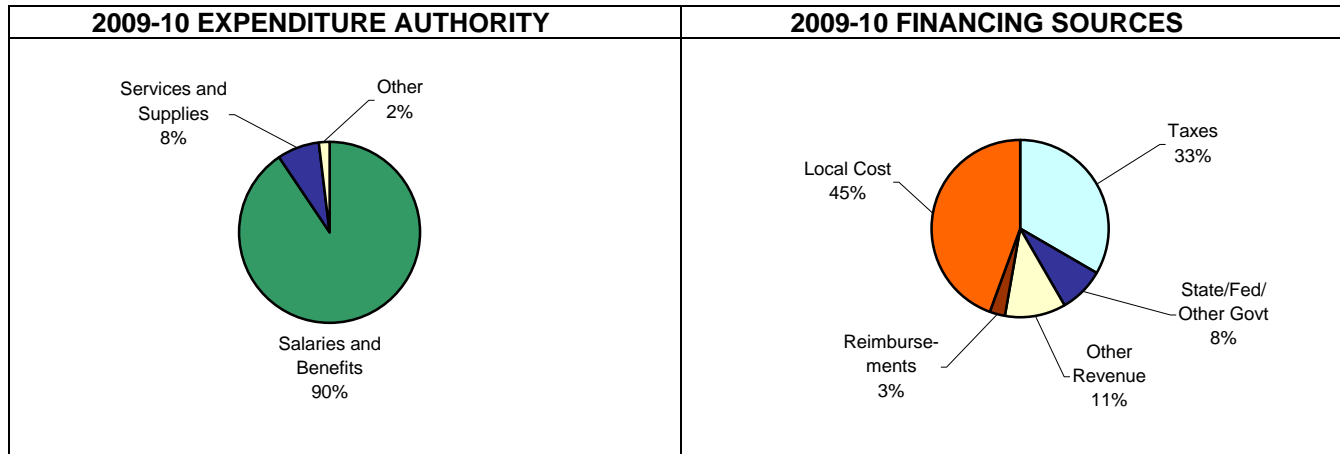 2009-10 EXPENDITURE AUTHORITY
Services and
Supplies
8%
Other
2%
Salaries and
Benefits
90%
2009-10 FINANCING SOURCES
Taxes
33%
Local Cost
45%
State/Fed/
Other Govt
8%
Reimburse-
ments
3%
Other
Revenue
11%